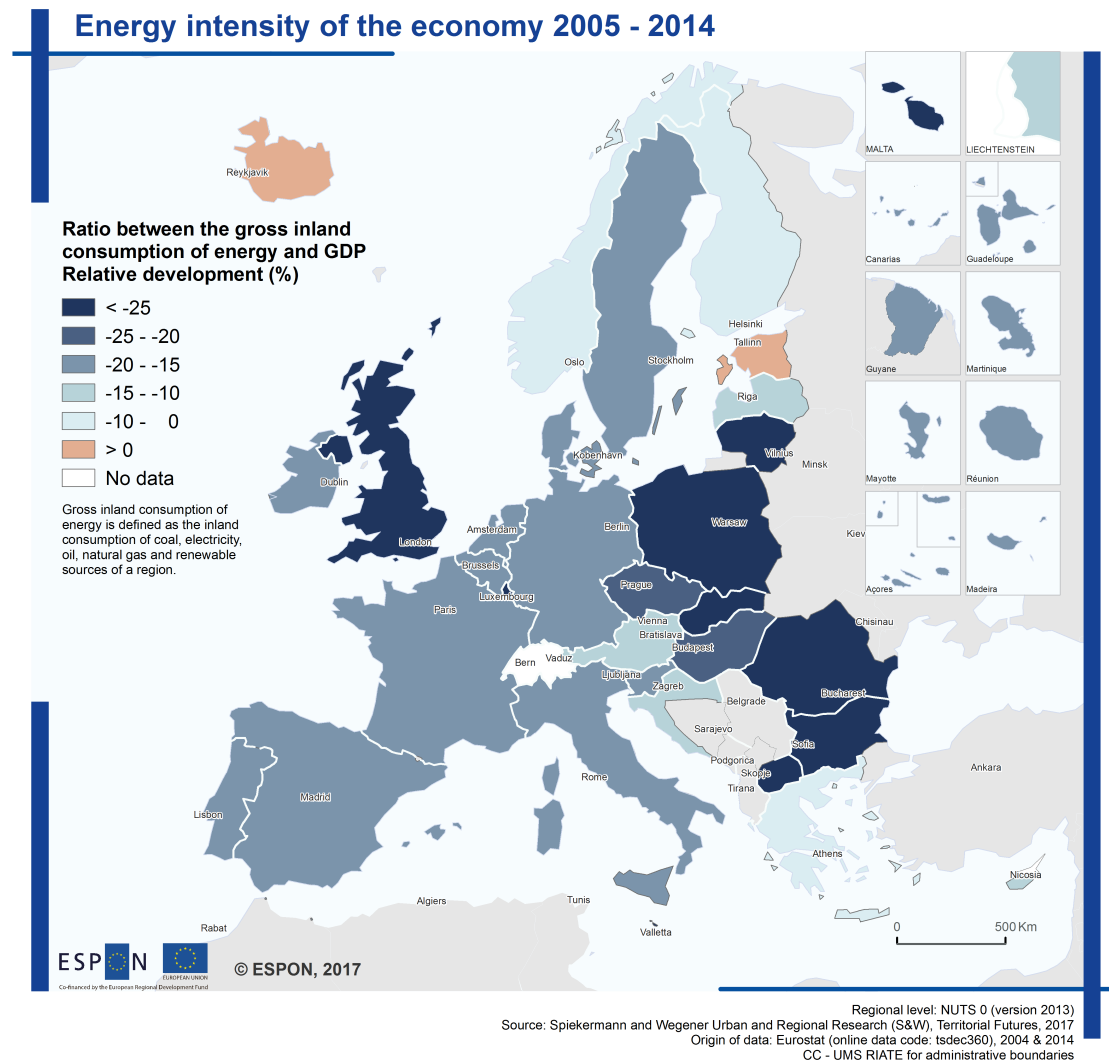 Energy intensity of the economy 2005 - 2014
MALTA
LIECHTENSTEIN
Reykjavik
Canarias
Guadeloupe
Ratio between the gross inland
consumption of energy and GDP
Relative development (%)
< -25
-25 - -20
-20 - -15
-15 - -10
-10 - 0
> 0
No data
Gross inland consumption of
energy is defined as the inland
consumption of coal, electricity,
oil, natural gas and renewable
sources of a region.
Guyane
Martinique
Mayotte
Réunion
Açores
Madeira
Helsinki
Tallinn
Oslo
Stockholm
Riga
Vilnius
Minsk
København
Dublin
Amsterdam
Berlin
Warsaw
London
Kiev
Brussels
Luxembourg
Prague
Paris
Vienna
Bratislava
Chisinau
Budapest
Bern
Vaduz
Ljubljana
Zagreb
Bucharest
Belgrade
Sarajevo
Sofia
Podgorica
Skopje
Tirana
Ankara
Rome
Madrid
Lisbon
Athens
Nicosia
Algiers
Tunis
Rabat
Valletta
0 500 Km
ESPON
EUROPEAN UNION
Co-financed by the European Regional Development Fund
© ESPON, 2017
Regional level: NUTS 0 (version 2013)
Source: Spiekermann and Wegener Urban and Regional Research (S&W), Territorial Futures, 2017
Origin of data: Eurostat (online data code: tsdec360), 2004 & 2014
CC - UMS RIATE for administrative boundaries